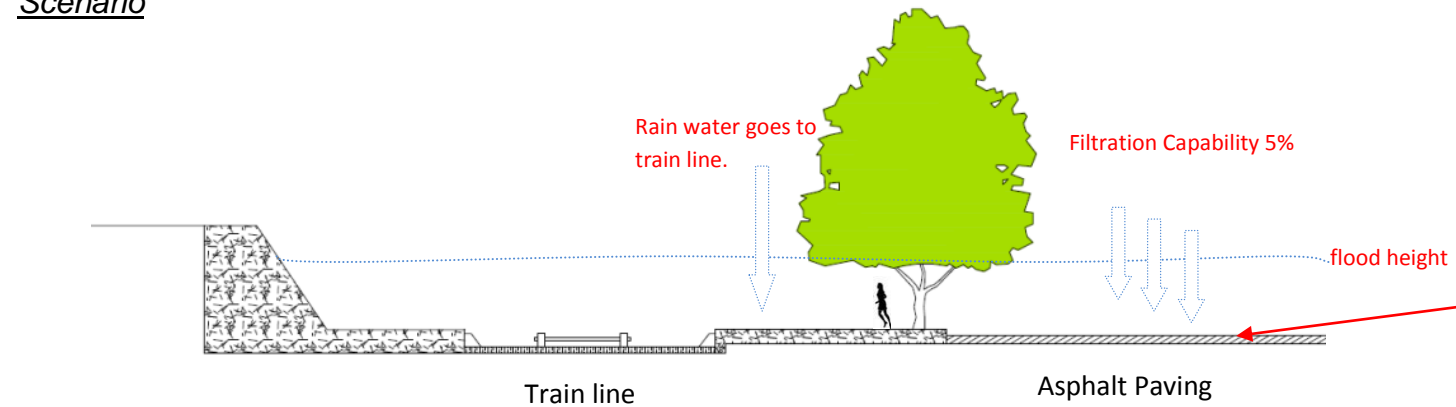 Scenario
Rain water goes to
train line.
Filtration Capability 5%
flood height
Train line
Asphalt Paving